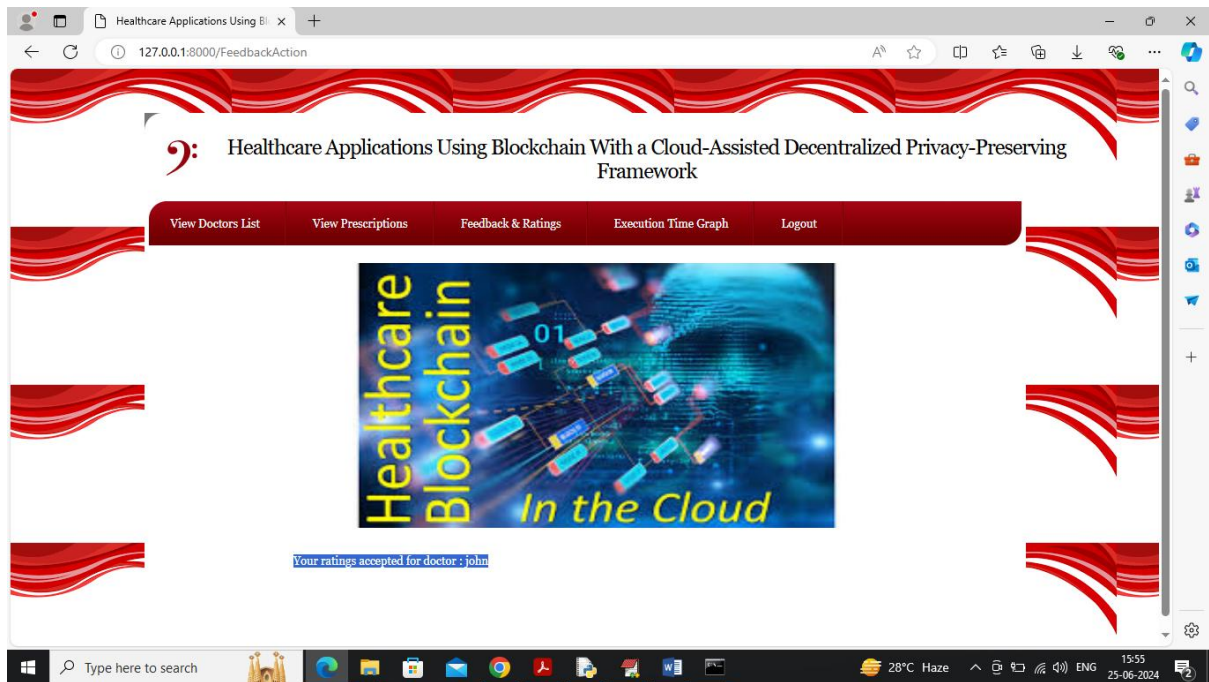 Healthcare Applications Using Bl
127.0.0.1:8000/FeedbackAction
Healthcare Applications Using Blockchain With a Cloud-Assisted Decentralized Privacy-Preserving
Framework
View Doctors List View Prescriptions Feedback & Ratings Execution Time Graph Logout
Healthcare
Blockchain
01
In the Cloud
Your ratings accepted for doctor : john
Type here to search
28°C Haze
ENG
15:55
25-06-2024
2